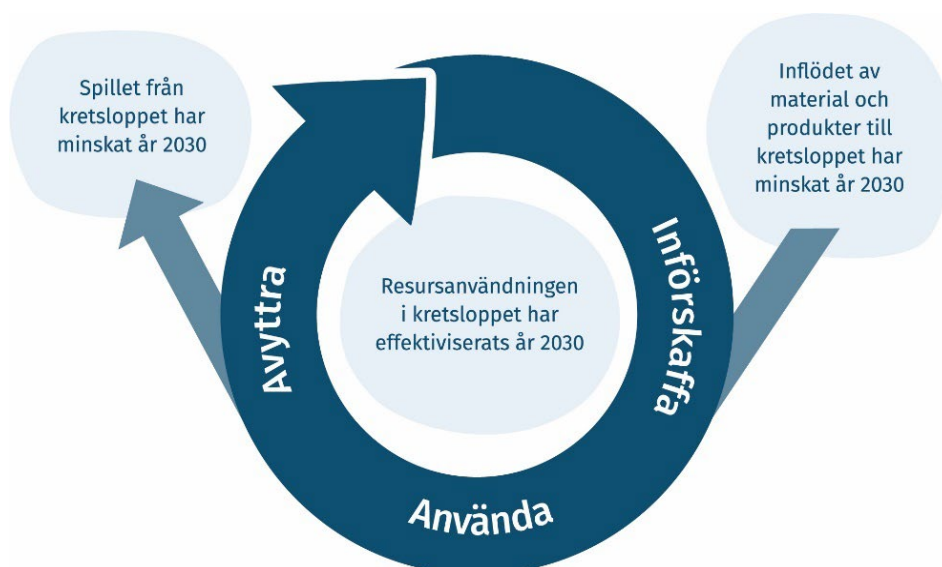 Spillet från
kretsloppet har
minskat år 2030
Inflödet av
material och
produkter till
kretsloppet har
minskat år 2030
Resursanvändningen
i kretsloppet har
effektiviserats år 2030
Införskaffa
Använda
Avyttra